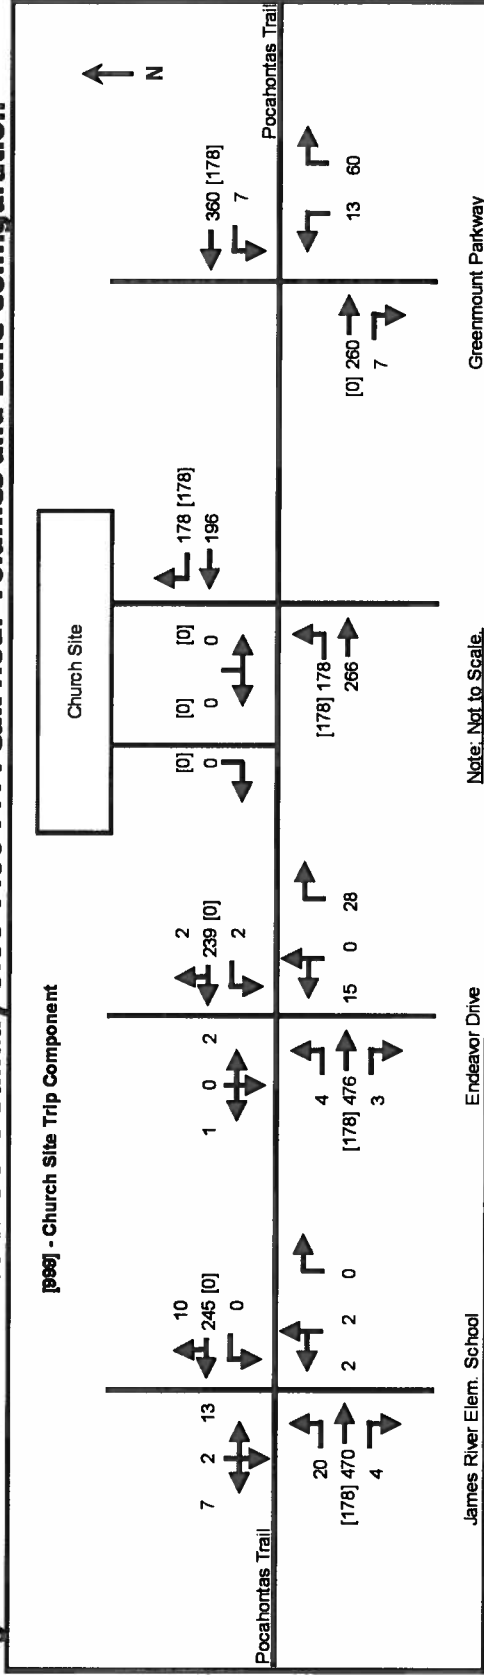 and Lane Configuration
[999] - Church Site Trip Component
Church Site
N
7 2 13
10
245 [0]
0
1 0 2
2
239 [0]
2
[0]
0
[0] [0]
0 0
178 [178]
196
360 [178]
7
Pocahontas Trail
Pocahontas Trail
20
[178] 470
4
2 2 0
4
[178] 476
3
15 0 28
[178] 178
266
[0] 260
7
13 60
James River Elem. School
Endeavor Drive
Note: Not to Scale.
Greenmount Parkway